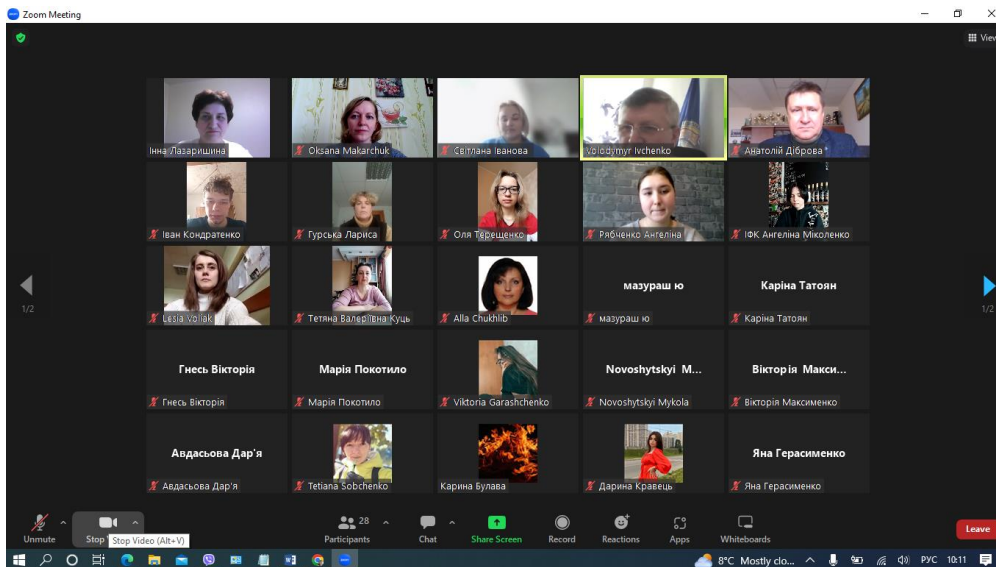 Zoom Meeting
View
Інна Лазаришина
Oksana Makarchuk
Світлана Іванова
Volodymyr Ivchenko
Анатолій Діброва
Іван Кондратенко
Гурська Лариса
Оля Терещенко
Рябченко Ангеліна
ІФК Ангеліна Міколенко
Lesia Voliak
Тетяна Валеріївна Куць
Alla Chukhlib
мазураш ю
мазураш ю
Каріна Татоян
Каріна Татоян
1/2
1/2
Гнесь Вікторія
Гнесь Вікторія
Марія Покотило
Марія Покотило
Viktoria Garashchenko
Novoshytskyi M...
Novoshytskyi Mykola
Вікторія Макси...
Вікторія Максименко
Авдасьова Дар'я
Авдасьова Дар'я
Tetiana Sobchenko
Карина Булава
Дарина Кравець
Яна Герасименко
Яна Герасименко
Unmute
Stop
Stop Video (Alt+V)
28
Participants
Chat
Share Screen
Record
Reactions
Apps
Whiteboards
Leave
8°C Mostly clo...
РУС
10:11